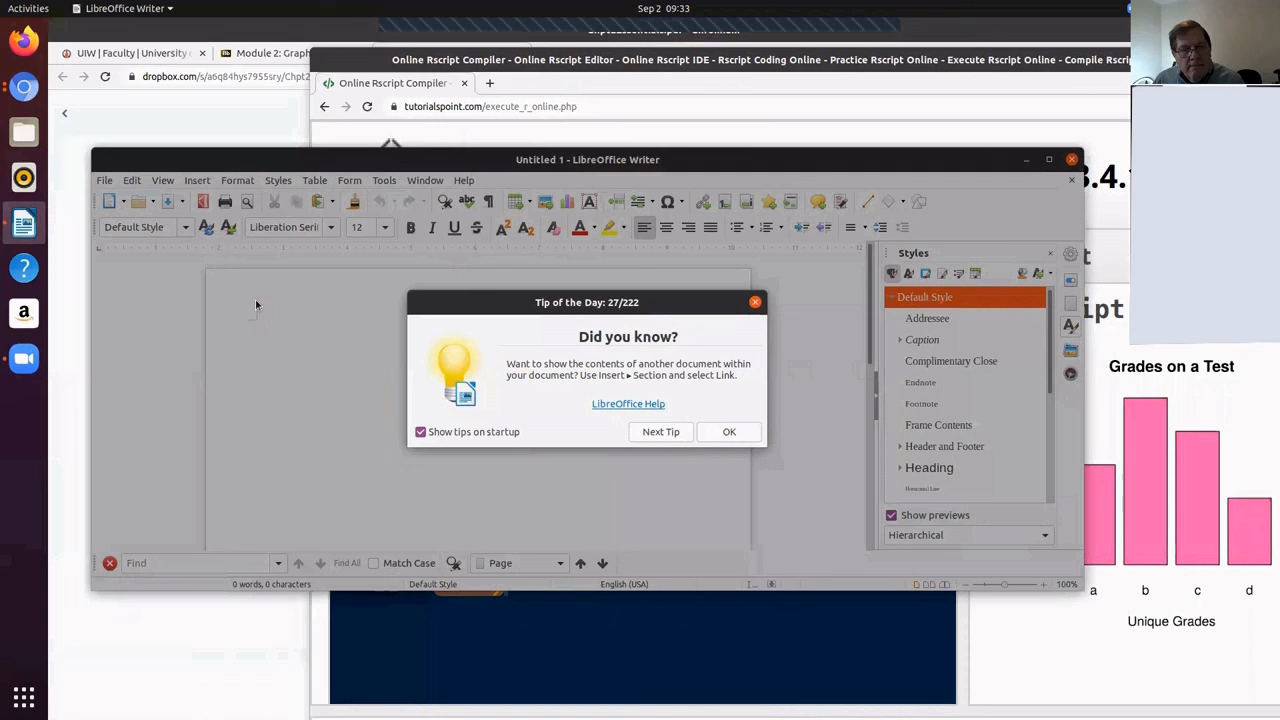 Activities
LibreOffice Writer
Sep 2 09:33
UIW | Faculty | University
Module 2: Graph
dropbox.com/s/a6q84hys7955sry/Chpt2
Online Rscript Compiler - Online Rscript Editor - Online Rscript IDE - Rscript Coding Online - Practice Rscript Online - Execute Rscript Online - Compile Rscrip
Online Rscript Compiler
tutorialspoint.com/execute_r_online.php
Untitled 1 - LibreOffice Writer
File Edit View Insert Format Styles Table Form Tools Window Help
Default Style
Liberation Seri
12
Styles
Default Style
Addressee
Caption
Complimentary Close
Endnote
Footnote
Frame Contents
Header and Footer
Heading
Horizontal Line
Show previews
Hierarchical
Tip of the Day: 27/222
Did you know?
Want to show the contents of another document within
your document? Use Insert ▸ Section and select Link.
LibreOffice Help
Show tips on startup
Next Tip
OK
Find
Find All
Match Case
Page
0 words, 0 characters
Default Style
English (USA)
100%
Grades on a Test
a b c d
Unique Grades